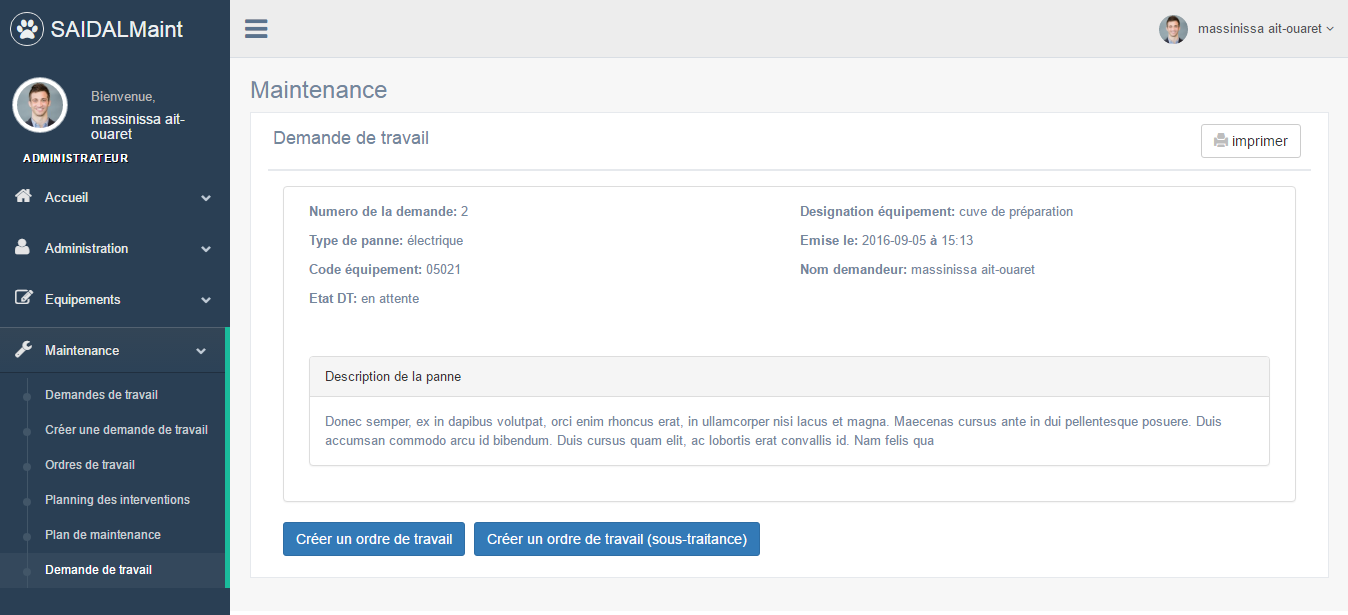 SAIDALMaint
massinissa ait-ouaret
Bienvenue,
massinissa ait-
ouaret
ADMINISTRATEUR
Accueil
Administration
Equipements
Maintenance
Demandes de travail
Créer une demande de travail
Ordres de travail
Planning des interventions
Plan de maintenance
Demande de travail
Maintenance
Demande de travail
imprimer
Numero de la demande: 2
Designation équipement: cuve de préparation
Type de panne: électrique
Emise le: 2016-09-05 à 15:13
Code équipement: 05021
Nom demandeur: massinissa ait-ouaret
Etat DT: en attente
Description de la panne
Donec semper, ex in dapibus volutpat, orci enim rhoncus erat, in ullamcorper nisi lacus et magna. Maecenas cursus ante in dui pellentesque posuere. Duis
accumsan commodo arcu id bibendum. Duis cursus quam elit, ac lobortis erat convallis id. Nam felis qua
Créer un ordre de travail
Créer un ordre de travail (sous-traitance)